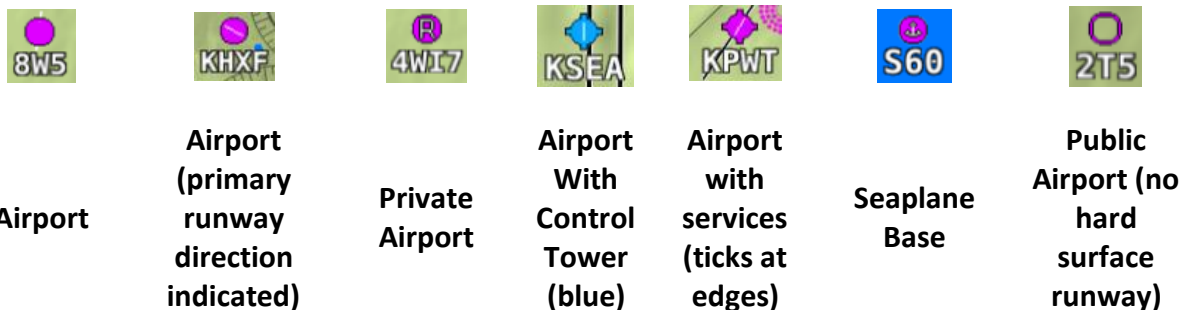 8W5
KHXF
R
4WI7
KSEA
KPWT
S60
2T5
Airport
Airport
(primary
runway
direction
indicated)
Private
Airport
Airport
With
Control
Tower
(blue)
Airport
with
services
(ticks at
edges)
Seaplane
Base
Public
Airport (no
hard
surface
runway)